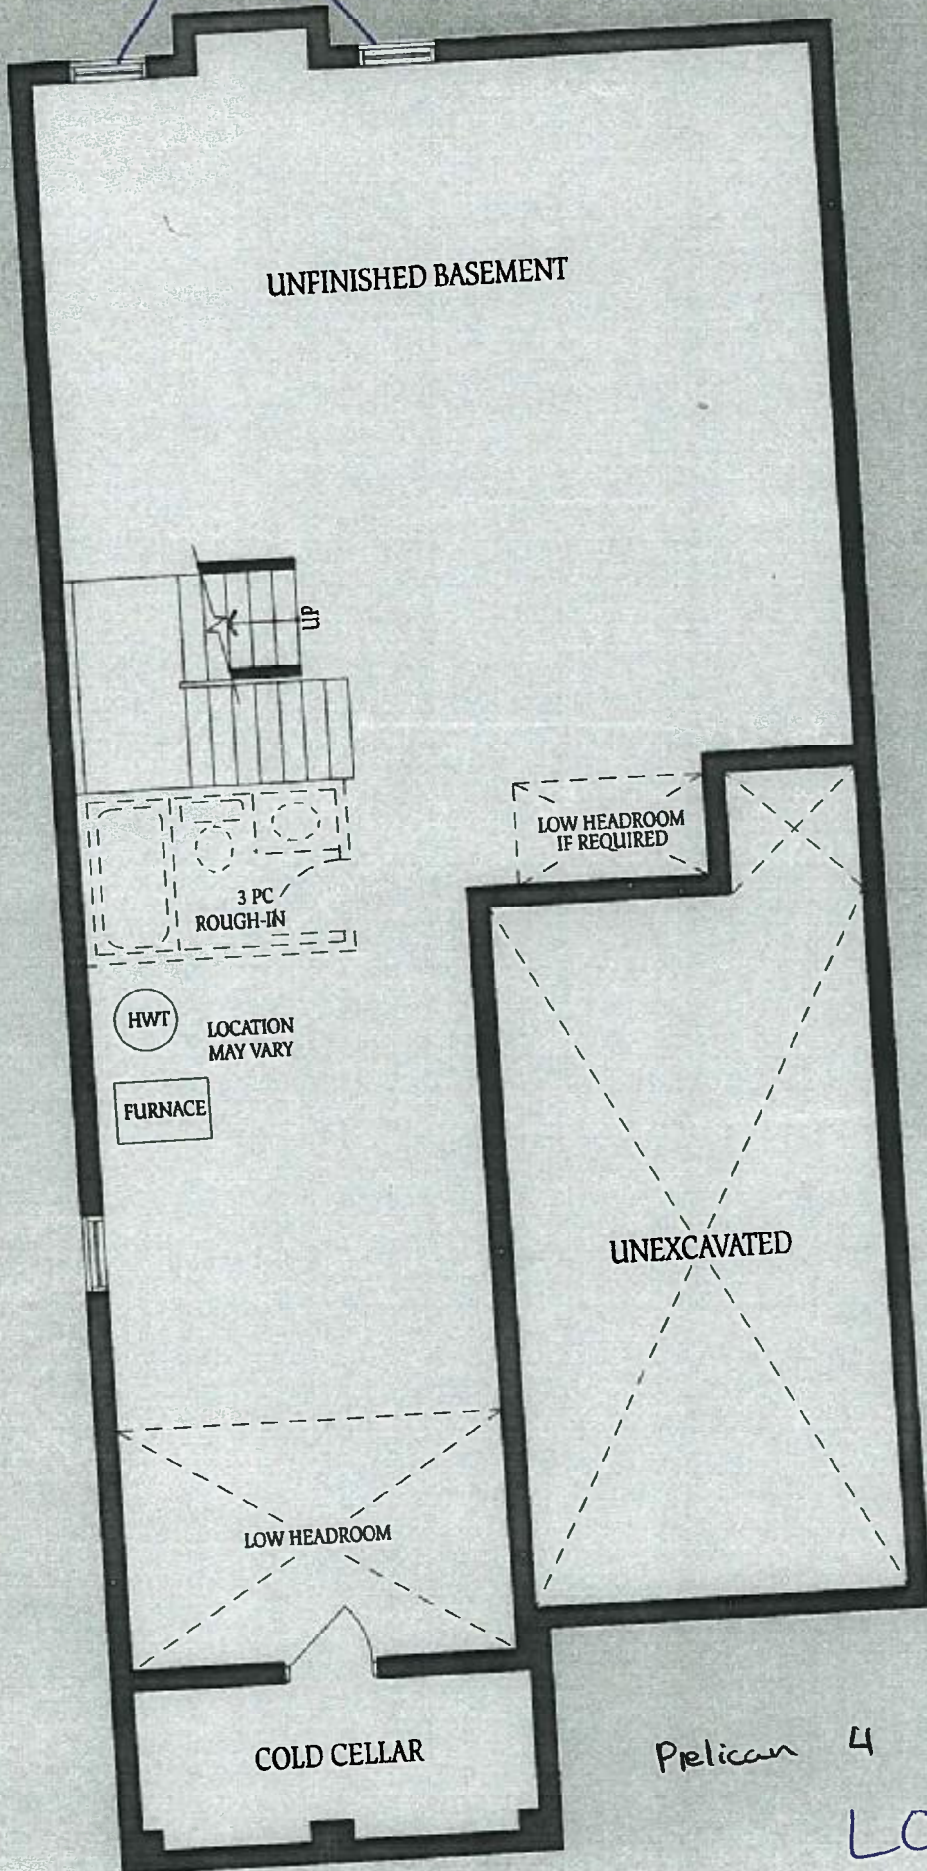 UNFINISHED BASEMENT
UP
LOW HEADROOM
IF REQUIRED
3 PC
ROUGH-IN
HWT
LOCATION
MAY VARY
FURNACE
UNEXCAVATED
LOW HEADROOM
COLD CELLAR
Pelican 4